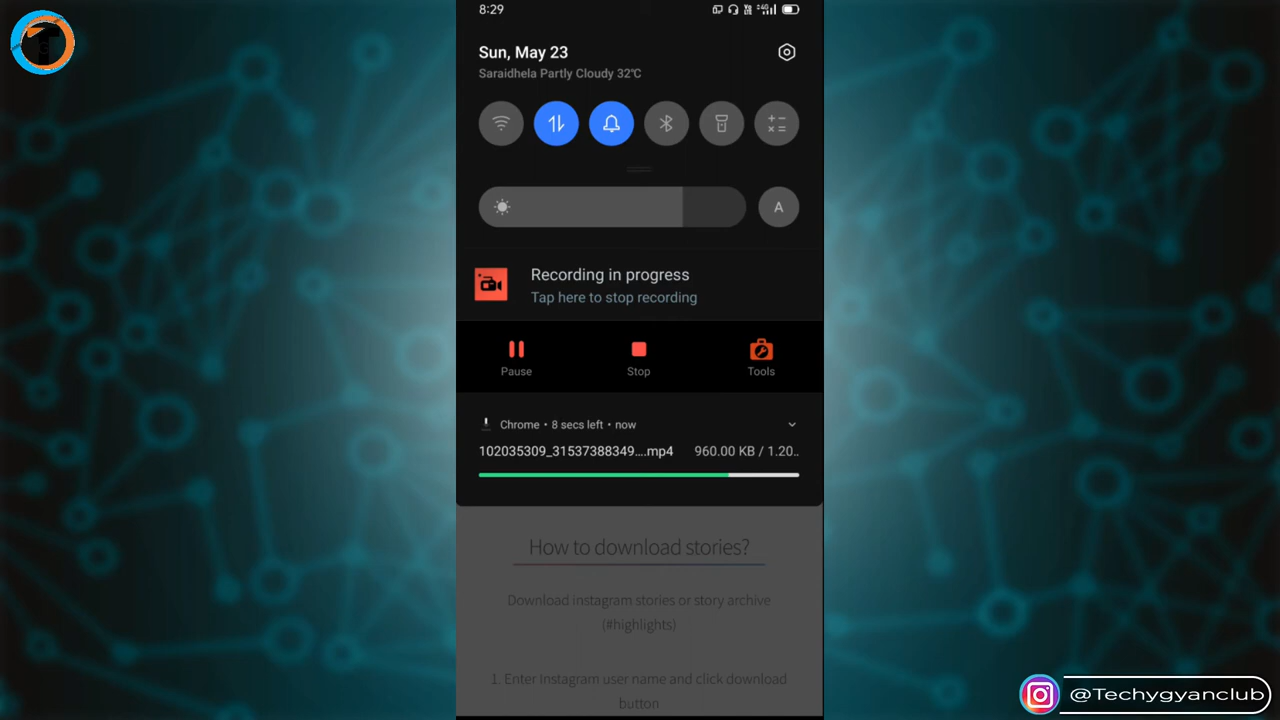 8:29
Sun, May 23
Saraidhela Partly Cloudy 32°C
A
Recording in progress
Tap here to stop recording
Pause Stop Tools
Chrome • 8 secs left • now
102035309_31537388349....mp4 960.00 KB / 1.20..
How to download stories?
Download instagram stories or story archive
(#highlights)
1. Enter Instagram user name and click download
button
@Techygyanclub